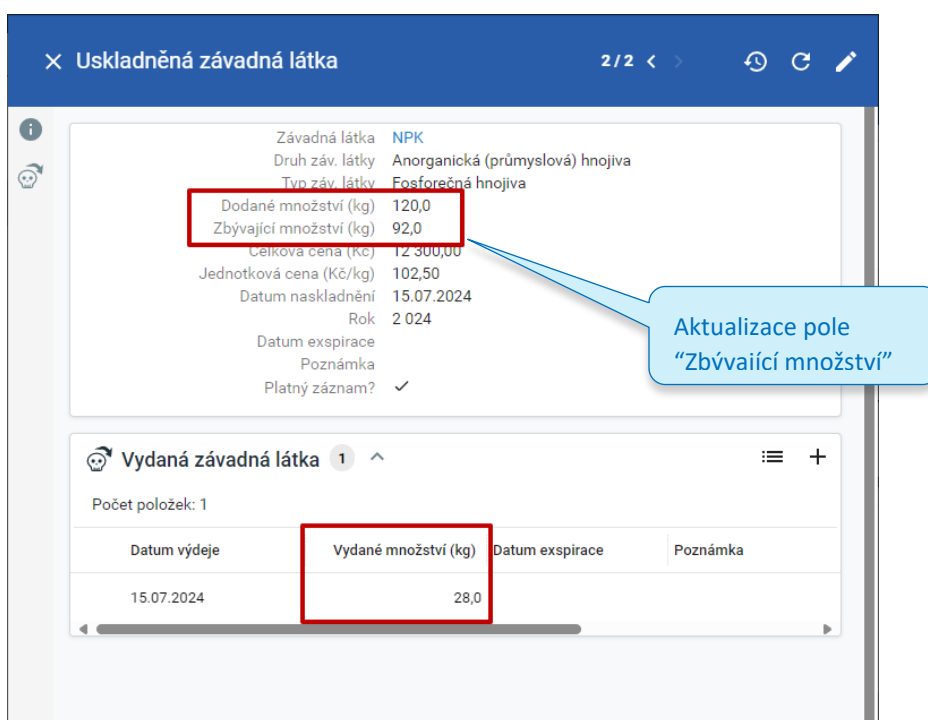 Uskladněná závadná látka 2/2
Závadná látka NPK
Druh záv. látky Anorganická (průmyslová) hnojiva
Typ záv. látky Fosforečná hnojiva
Dodané množství (kg) 120,0
Zbývající množství (kg) 92,0
Celková cena (Kč) 12 300,00
Jednotková cena (Kč/kg) 102,50
Datum naskladnění 15.07.2024
Rok 2 024
Datum exspirace
Poznámka
Platný záznam?
Aktualizace pole
“Zbývaiící množství”
Vydaná závadná látka 1
Počet položek: 1
Datum výdeje Vydané množství (kg) Datum exspirace Poznámka
15.07.2024 28,0